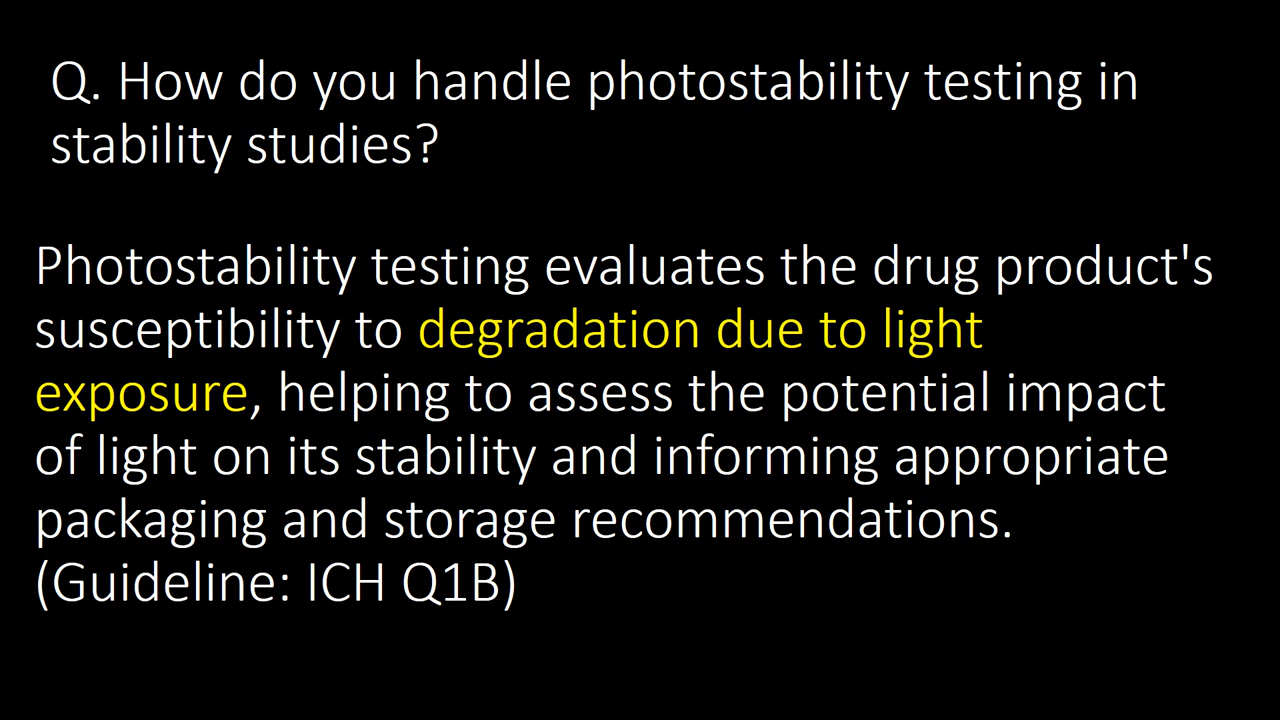 Q. How do you handle photostability testing in
stability studies?
Photostability testing evaluates the drug product's
susceptibility to degradation due to light
exposure, helping to assess the potential impact
of light on its stability and informing appropriate
packaging and storage recommendations.
(Guideline: ICH Q1B)